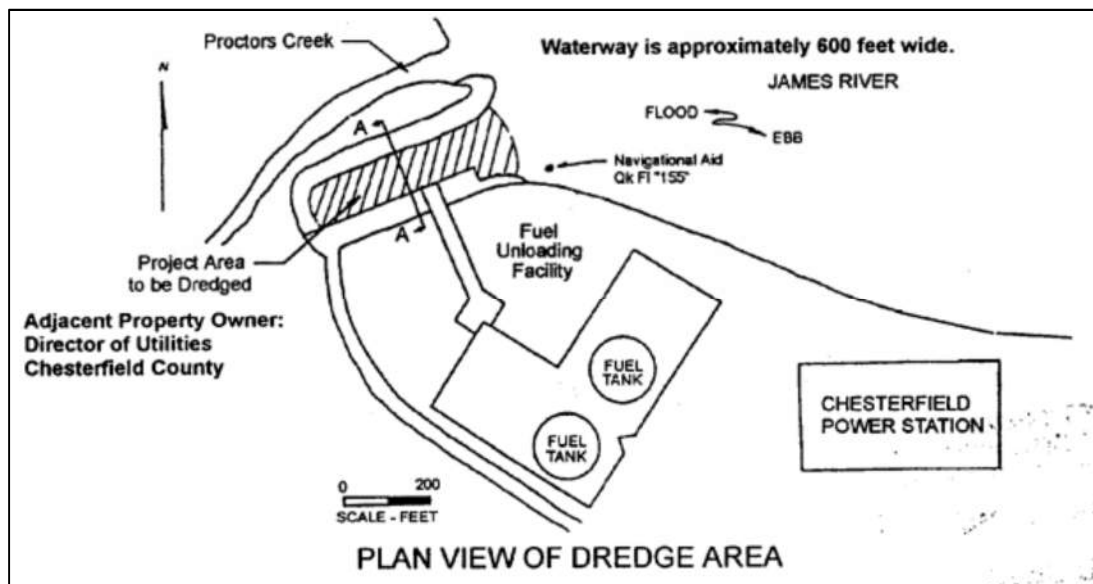 Proctors Creek
Waterway is approximately 600 feet wide.
JAMES RIVER
N
FLOOD
EBB
A
Navigational Aid
Qk Fl "155"
A
Fuel
Unloading
Facility
Project Area
to be Dredged
Adjacent Property Owner:
Director of Utilities
Chesterfield County
FUEL
TANK
CHESTERFIELD
POWER STATION
FUEL
TANK
0 200
SCALE - FEET
PLAN VIEW OF DREDGE AREA